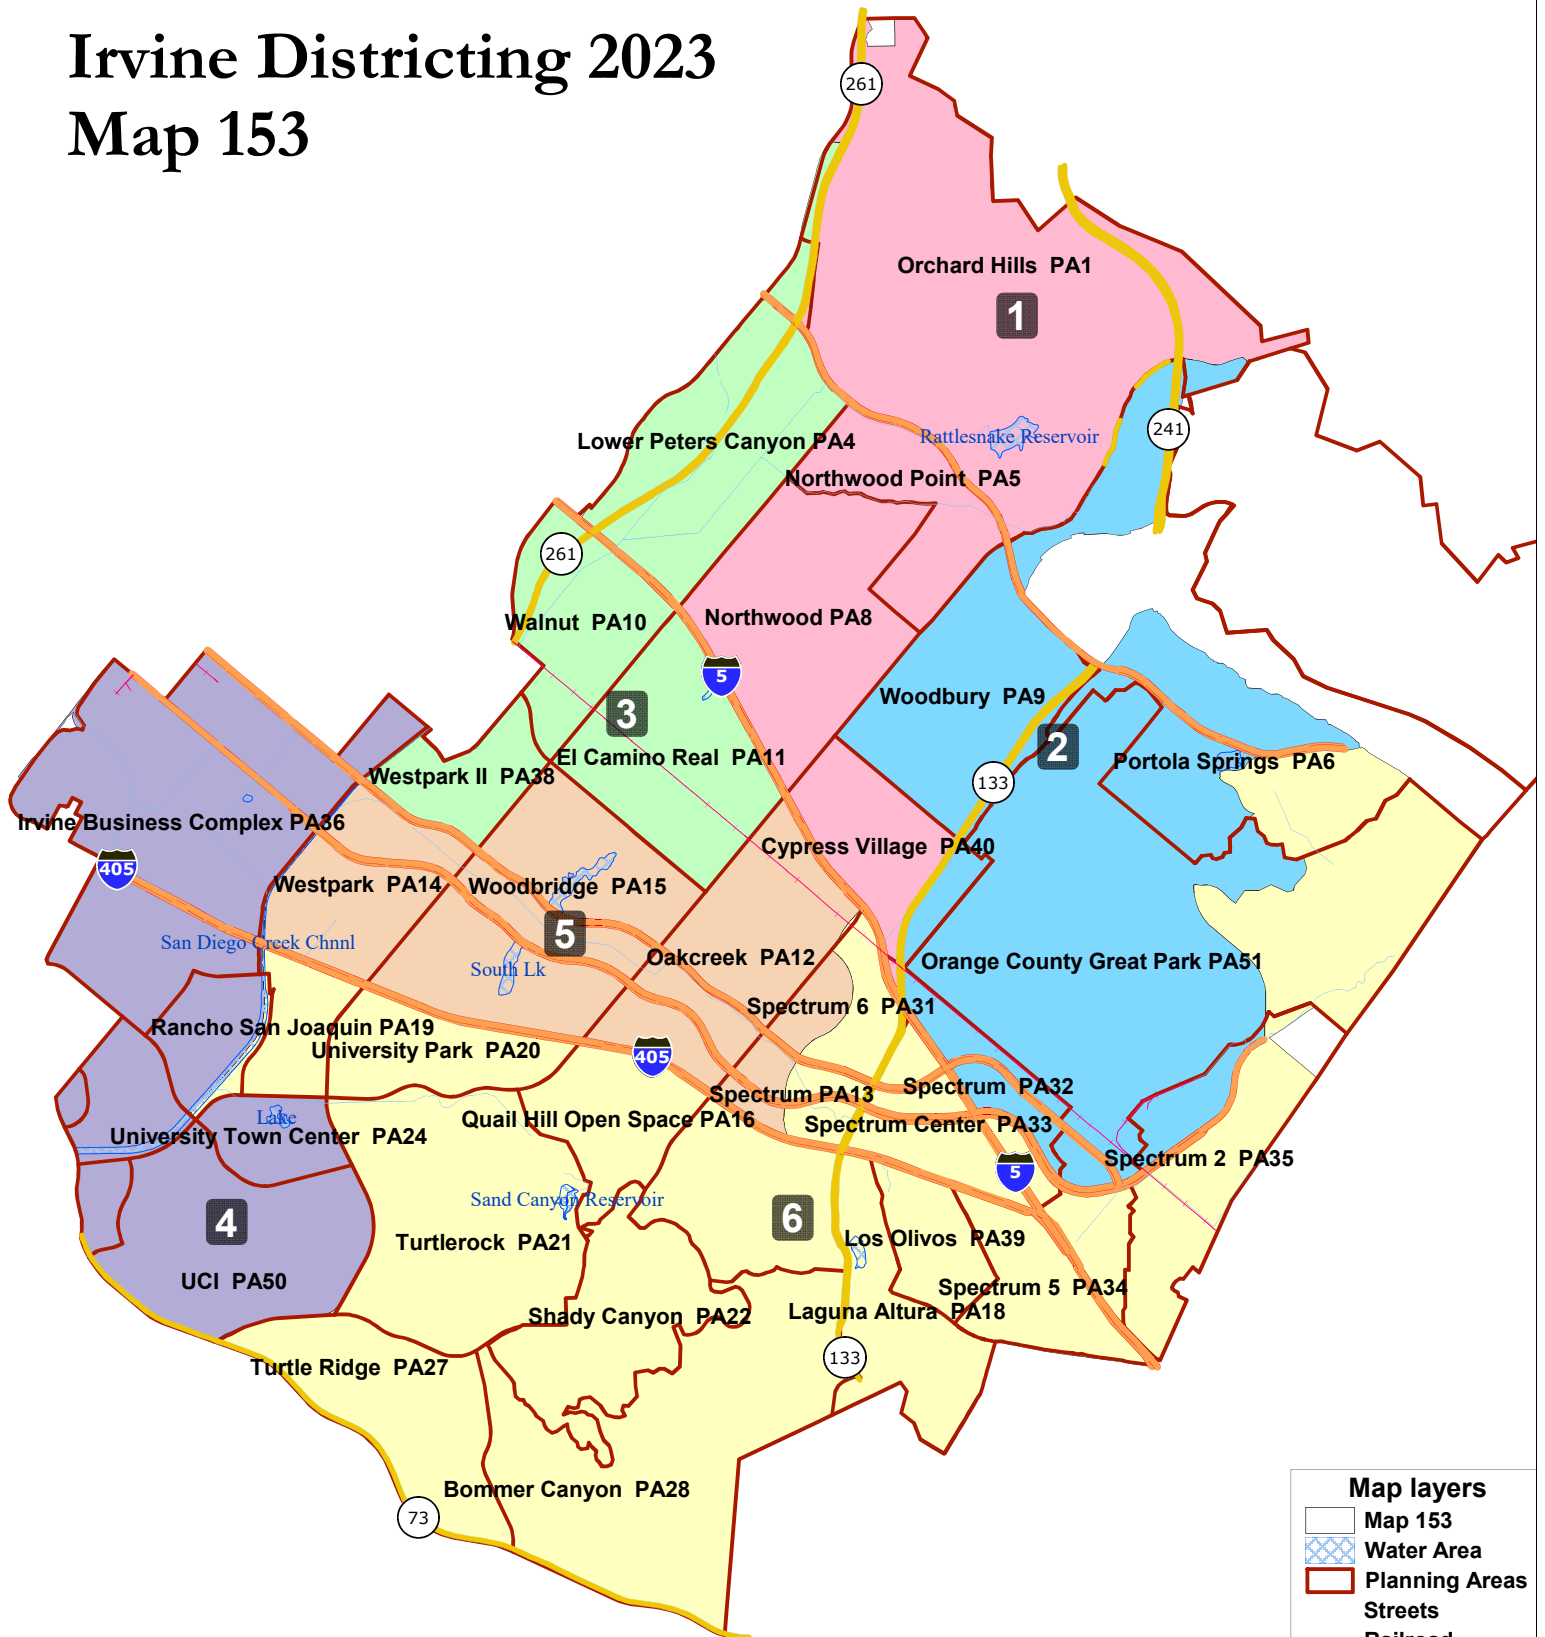 Irvine Districting 2023
Map 153
261
Orchard Hills PA1
1
241
Rattlesnake Reservoir
Lower Peters Canyon PA4
Northwood Point PA5
261
Walnut PA10
Northwood PA8
5
Woodbury PA9
3
2
El Camino Real PA11
Portola Springs PA6
Westpark II PA38
133
Irvine Business Complex PA36
Cypress Village PA40
405
Westpark PA14
Woodbridge PA15
5
San Diego Creek Chnnl
Oakcreek PA12
Orange County Great Park PA51
South Lk
Spectrum 6 PA31
Rancho San Joaquin PA19
University Park PA20
405
Spectrum PA32
Spectrum PA13
Lake
Quail Hill Open Space PA16
Spectrum Center PA33
University Town Center PA24
Spectrum 2 PA35
5
Sand Canyon Reservoir
4
6
Turtlerock PA21
Los Olivos PA39
UCI PA50
Spectrum 5 PA34
Shady Canyon PA22
Laguna Altura PA18
133
Turtle Ridge PA27
Bommer Canyon PA28
73
Map layers
Map 153
Water Area
Planning Areas
Streets
Railroad